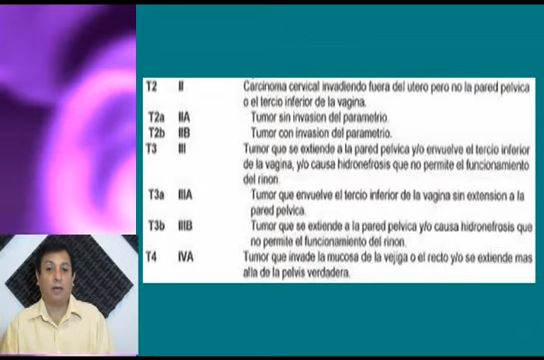 T2 II Carcinoma cervical invadiendo fuera del utero pero no la pared pelvica
o el tercio inferior de la vagina.
T2a IIA Tumor sin invasion del parametrio.
T2b IIB Tumor con invasion del parametrio.
T3 III Tumor que se extiende a la pared pelvica y/o envuelve el tercio inferior
de la vagina, y/o causa hidronefrosis que no permite el funcionamiento
del rinon.
T3a IIIA Tumor que envuelve el tercio inferior de la vagina sin extension a la
pared pelvica.
T3b IIIB Tumor que se extiende a la pared pelvica y/o causa hidronefrosis que
no permite el funcionamiento del rinon.
T4 IVA Tumor que invade la mucosa de la vejiga o el recto y/o se extiende mas
alla de la pelvis verdadera.